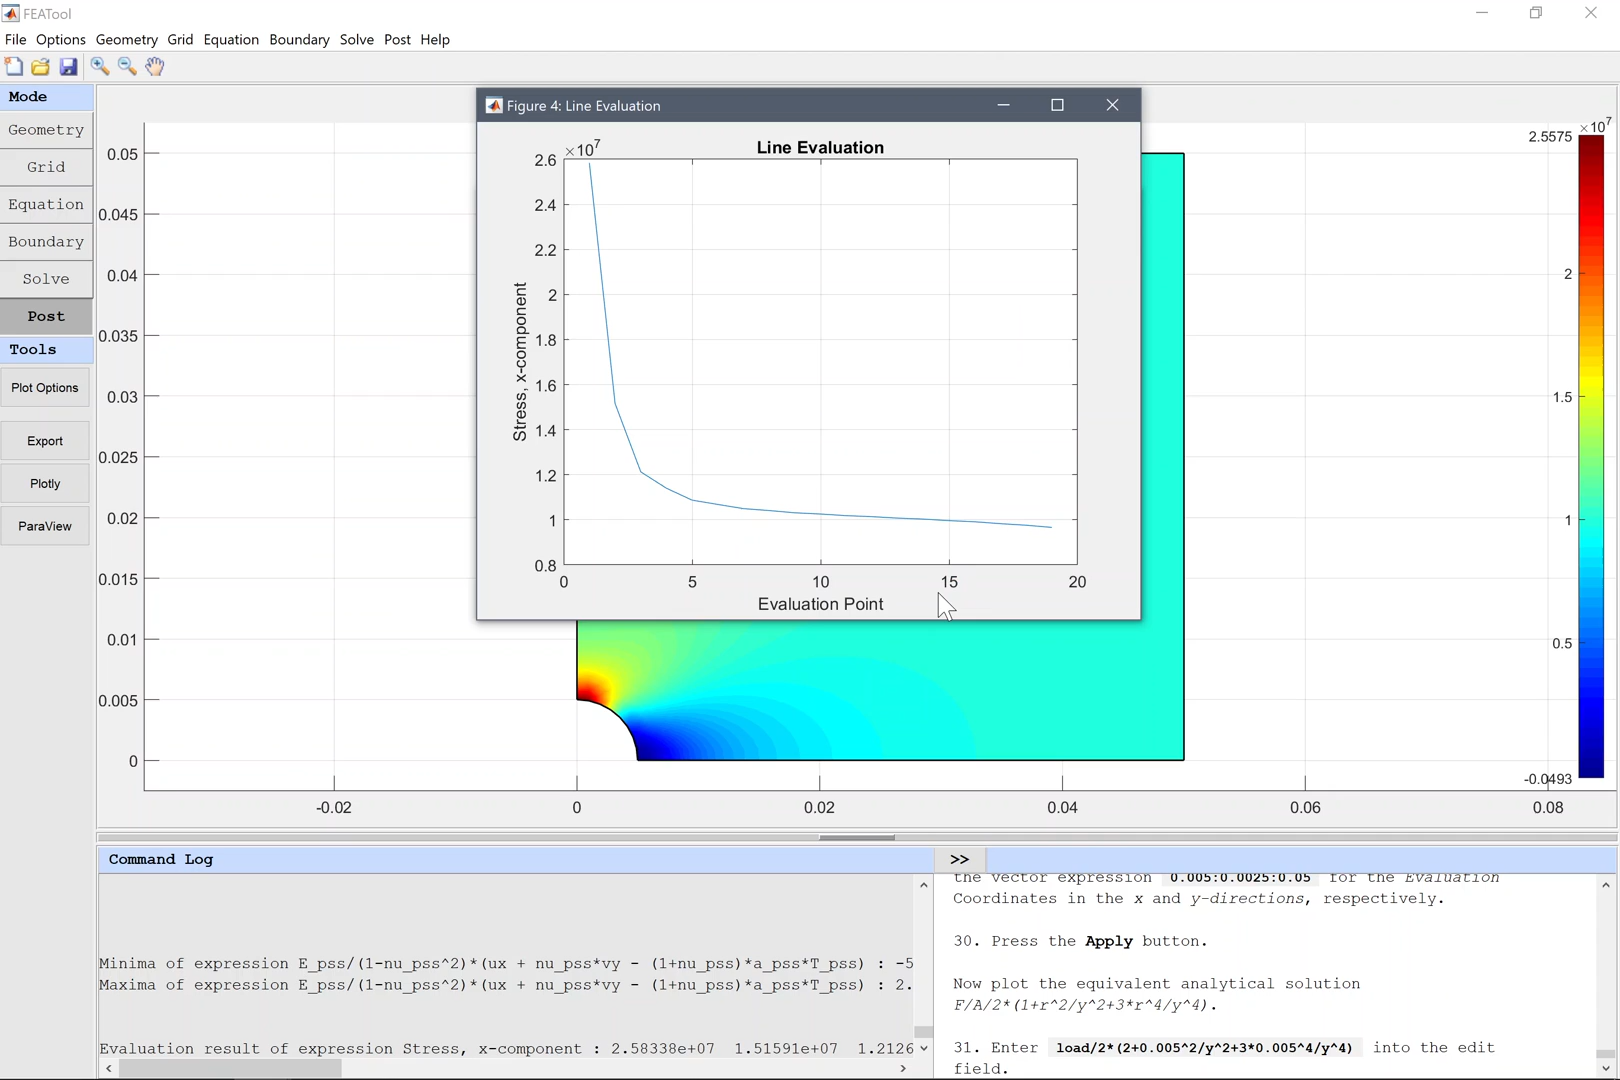 FEATool
File Options Geometry Grid Equation Boundary Solve Post Help
Mode
Geometry
Grid
Equation
Boundary
Solve
Post
Tools
Plot Options
Export
Plotly
ParaView
0.05
0.045
0.04
0.035
0.03
0.025
0.02
0.015
0.01
0.005
0
-0.02 0 0.02 0.04 0.06 0.08
Figure 4: Line Evaluation
Line Evaluation
×10^7
2.6
2.4
2.2
2
1.8
1.6
1.4
1.2
1
0.8
0 5 10 15 20
Stress, x-component
Evaluation Point
×10^7
2.5575
2
1.5
1
0.5
-0.0493
Command Log
Minima of expression E_pss/(1-nu_pss^2)*(ux + nu_pss*vy - (1+nu_pss)*a_pss*T_pss) : -5
Maxima of expression E_pss/(1-nu_pss^2)*(ux + nu_pss*vy - (1+nu_pss)*a_pss*T_pss) : 2.
Evaluation result of expression Stress, x-component : 2.58338e+07 1.51591e+07 1.2126
>>
the vector expression 0.005:0.0025:0.05 for the Evaluation
Coordinates in the x and y-directions, respectively.
30. Press the Apply button.
Now plot the equivalent analytical solution
F/A/2*(1+r^2/y^2+3*r^4/y^4).
31. Enter load/2*(2+0.005^2/y^2+3*0.005^4/y^4) into the edit
field.